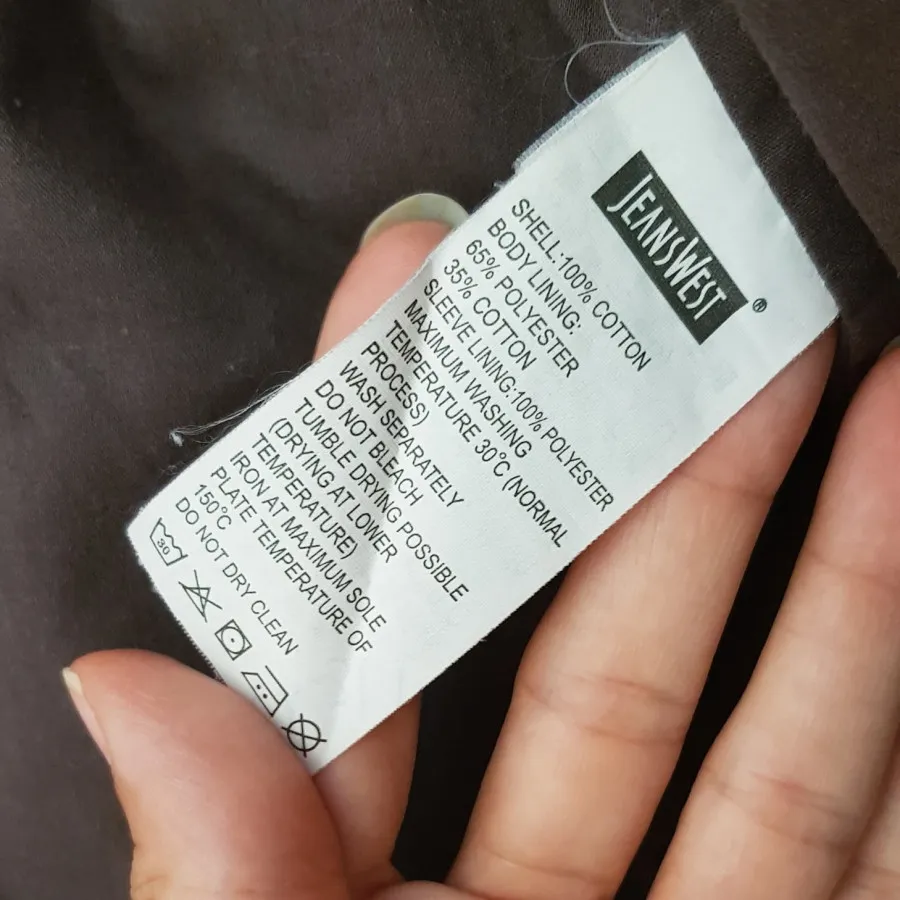 JEANSWEST
®
SHELL:100% COTTON
BODY LINING:
65% POLYESTER
35% COTTON
SLEEVE LINING:100% POLYESTER
MAXIMUM WASHING
TEMPERATURE 30°C (NORMAL
PROCESS)
WASH SEPARATELY
DO NOT BLEACH
TUMBLE DRYING POSSIBLE
(DRYING AT LOWER
TEMPERATURE)
IRON AT MAXIMUM SOLE
PLATE TEMPERATURE OF
150°C
DO NOT DRY CLEAN
30